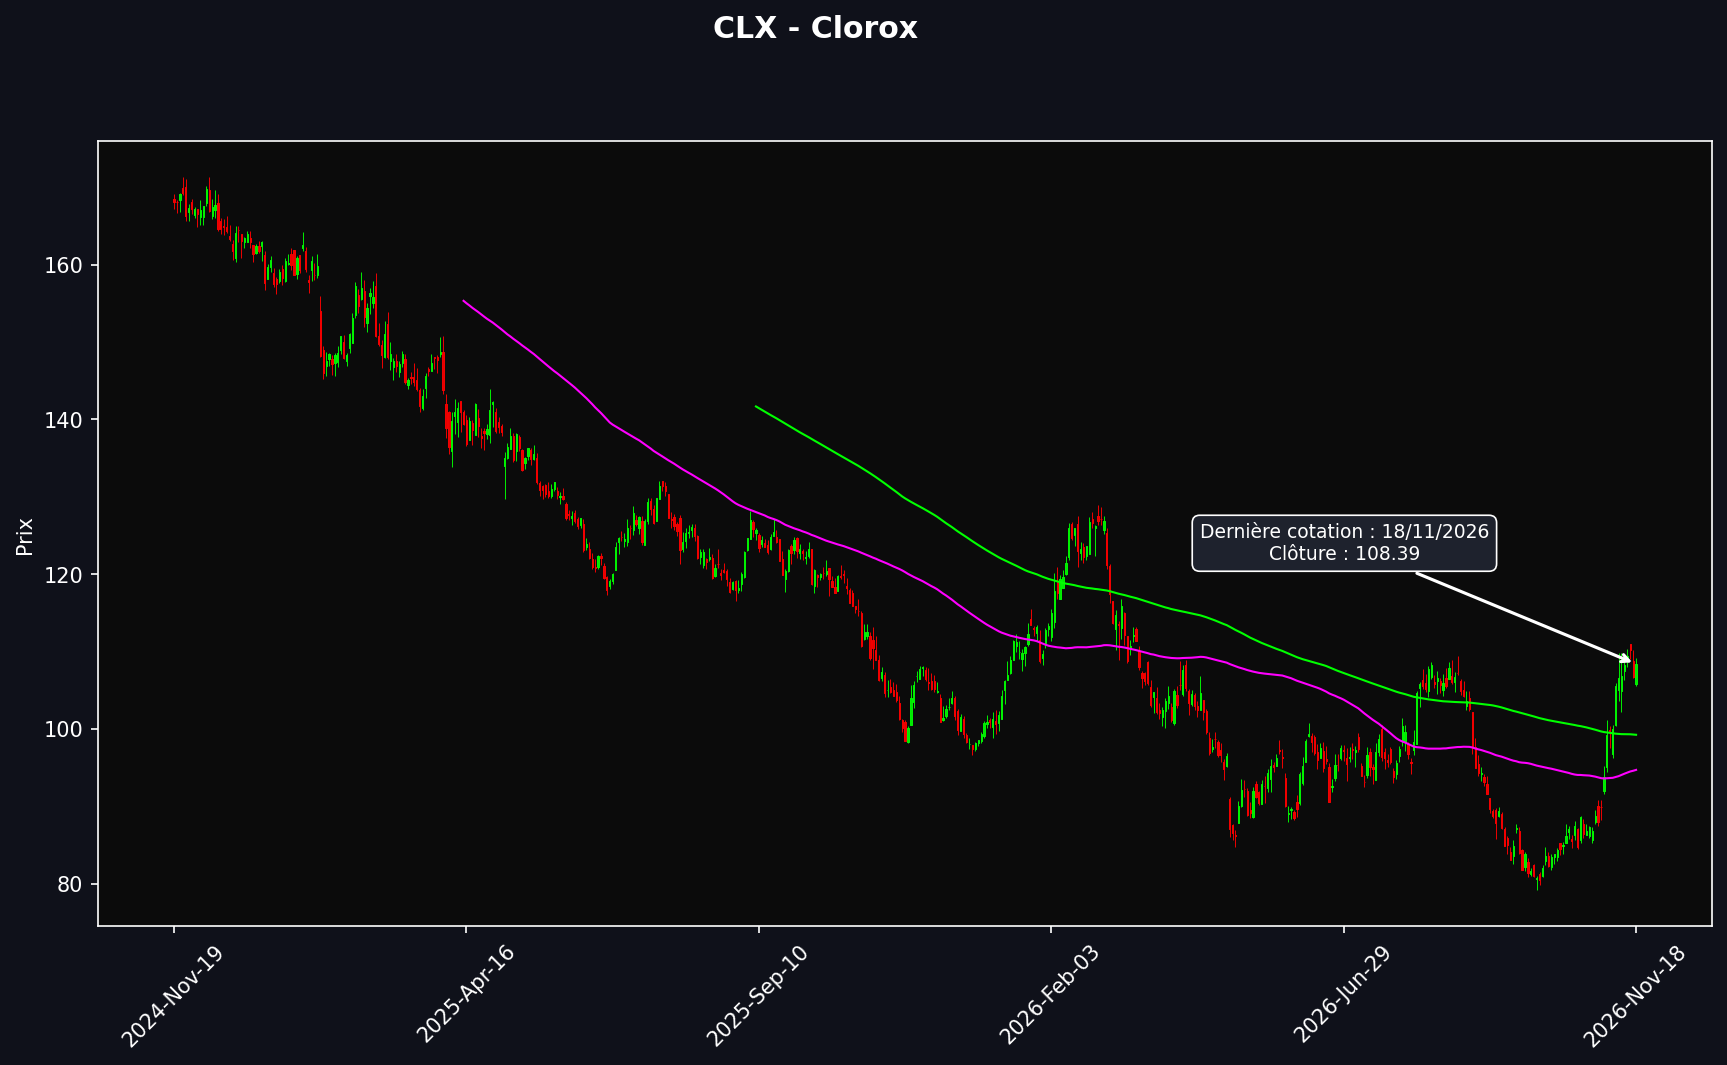 CLX - Clorox
Prix
160
140
120
100
80
Dernière cotation : 18/11/2026
Clôture : 108.39
2024-Nov-19
2025-Apr-16
2025-Sep-10
2026-Feb-03
2026-Jun-29
2026-Nov-18